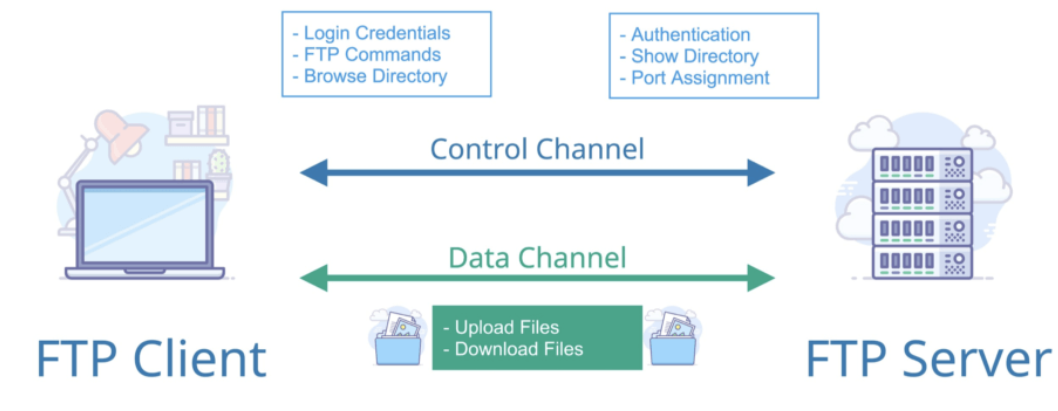 - Login Credentials
- FTP Commands
- Browse Directory
- Authentication
- Show Directory
- Port Assignment
Control Channel
Data Channel
- Upload Files
- Download Files
FTP Client
FTP Server